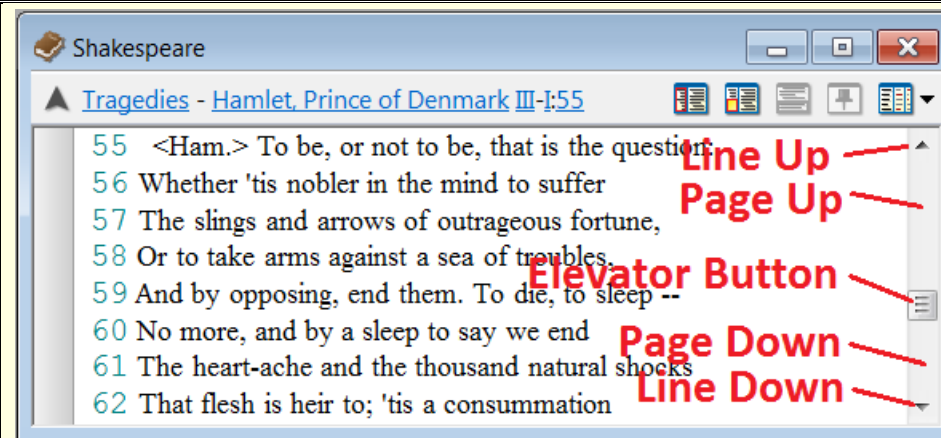 Shakespeare
Tragedies - Hamlet, Prince of Denmark III-I:55
55 <Ham.> To be, or not to be, that is the question:
Line Up
56 Whether 'tis nobler in the mind to suffer
Page Up
57 The slings and arrows of outrageous fortune,
58 Or to take arms against a sea of troubles,
Elevator Button
59 And by opposing, end them. To die, to sleep --
60 No more, and by a sleep to say we end
Page Down
61 The heart-ache and the thousand natural shocks
Line Down
62 That flesh is heir to; 'tis a consummation